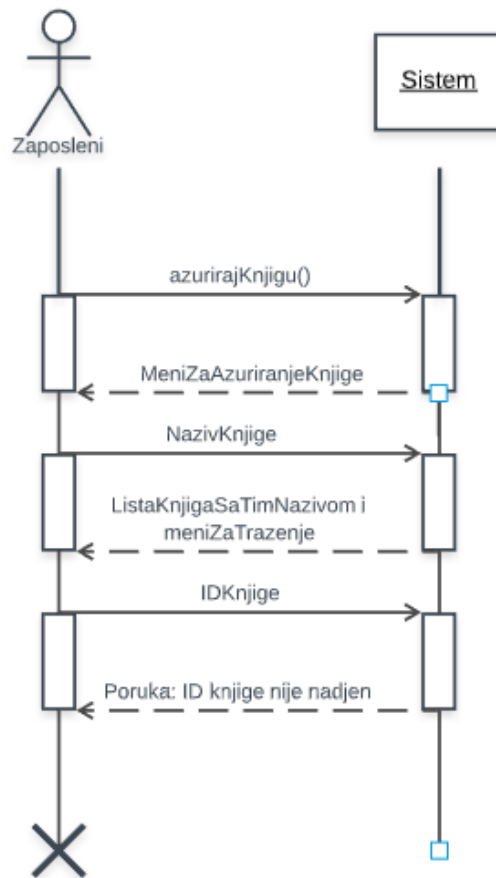 Zaposleni
Sistem
azurirajKnjigu()
MeniZaAzuriranjeKnjige
NazivKnjige
ListaKnjigaSaTimNazivom i
meniZaTrazenje
IDKnjige
Poruka: ID knjige nije nadjen